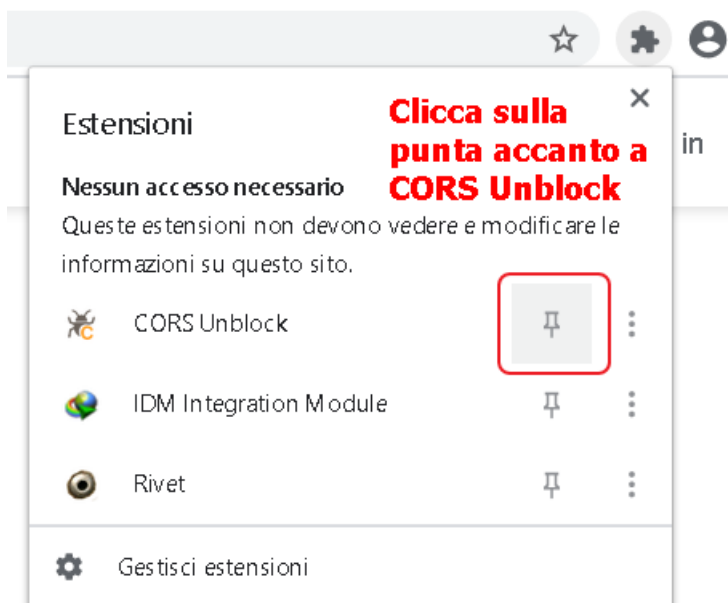 Estensioni
Clicca sulla
punta accanto a
CORS Unblock
in
Nessun accesso necessario
Queste estensioni non devono vedere e modificare le
informazioni su questo sito.
CORS Unblock
IDM Integration Module
Rivet
Gestisci estensioni